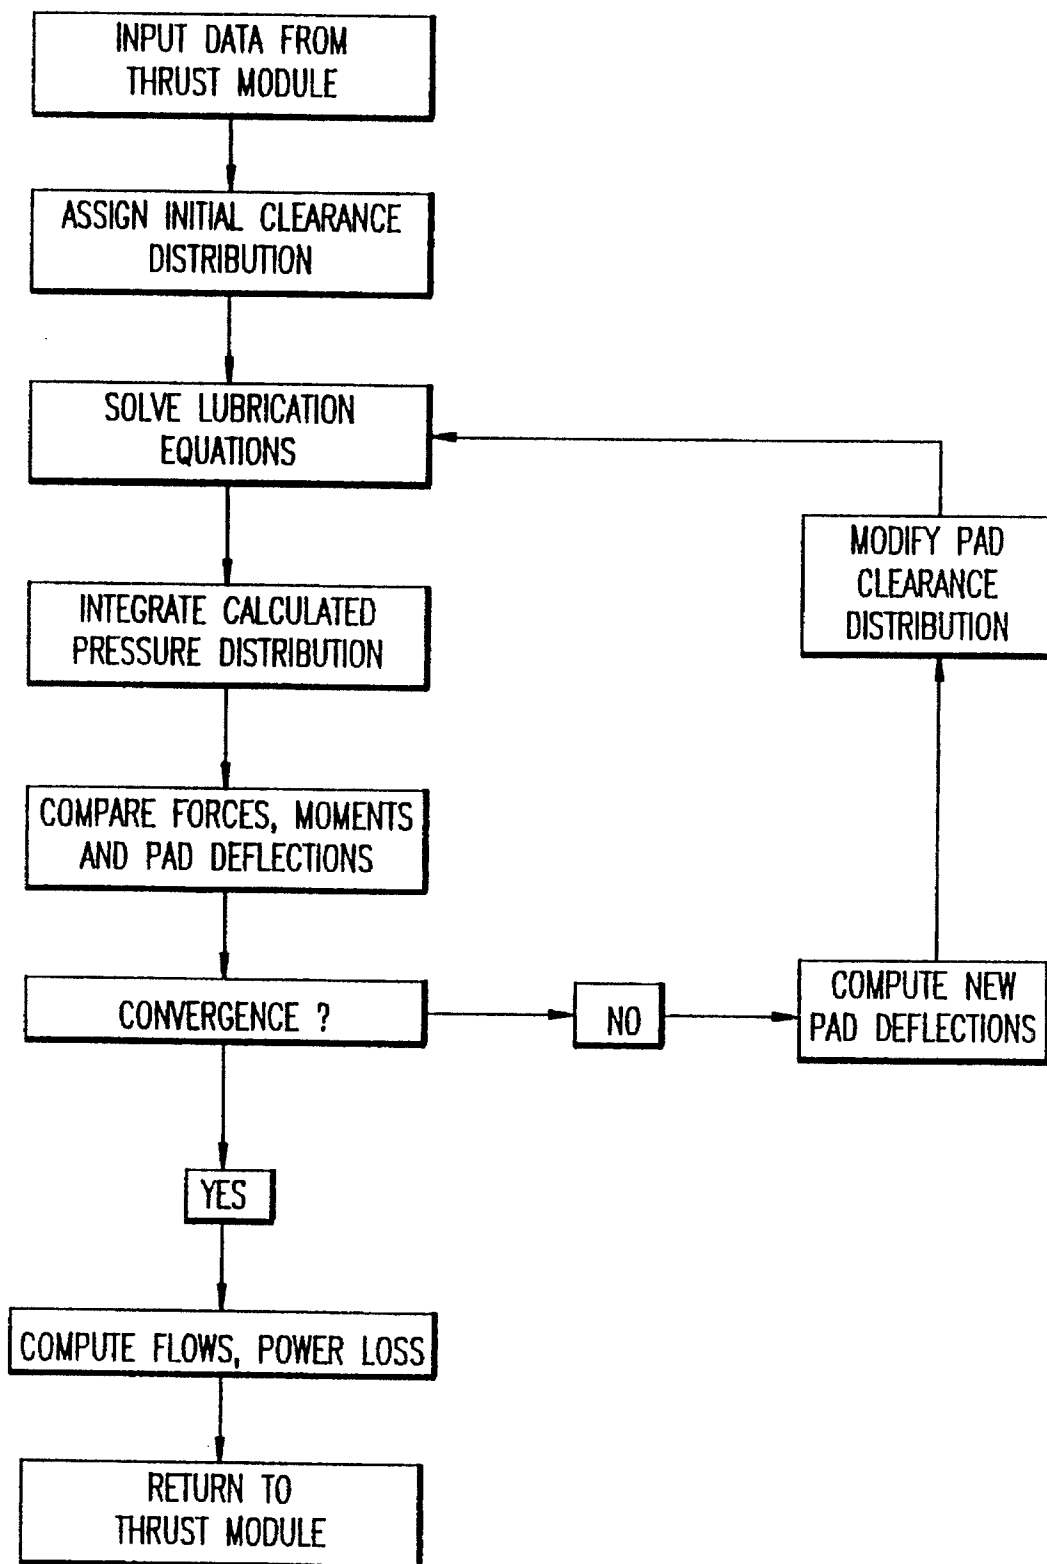 INPUT DATA FROM
THRUST MODULE
ASSIGN INITIAL CLEARANCE
DISTRIBUTION
SOLVE LUBRICATION
EQUATIONS
INTEGRATE CALCULATED
PRESSURE DISTRIBUTION
COMPARE FORCES, MOMENTS
AND PAD DEFLECTIONS
CONVERGENCE ?
NO
COMPUTE NEW
PAD DEFLECTIONS
MODIFY PAD
CLEARANCE
DISTRIBUTION
YES
COMPUTE FLOWS, POWER LOSS
RETURN TO
THRUST MODULE